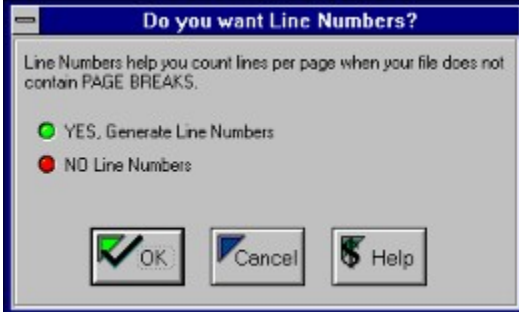 Do you want Line Numbers?
Line Numbers help you count lines per page when your file does not
contain PAGE BREAKS.
YES, Generate Line Numbers
NO Line Numbers
OK
Cancel
Help